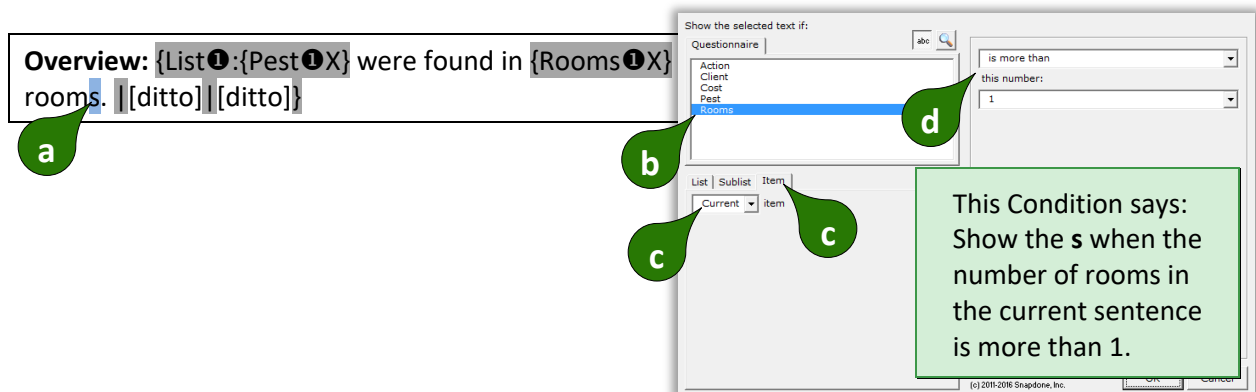 Overview: {List❶:{Pest❶X} were found in {Rooms❶X}
rooms. |[ditto]|[ditto]}
a
Show the selected text if:
Questionnaire
abc
Action
Client
Cost
Pest
Rooms
b
is more than
this number:
1
d
List | Sublist Item
Current item
c
c
This Condition says:
Show the s when the
number of rooms in
the current sentence
is more than 1.
(c) 2011-2016 Snapdone, Inc.